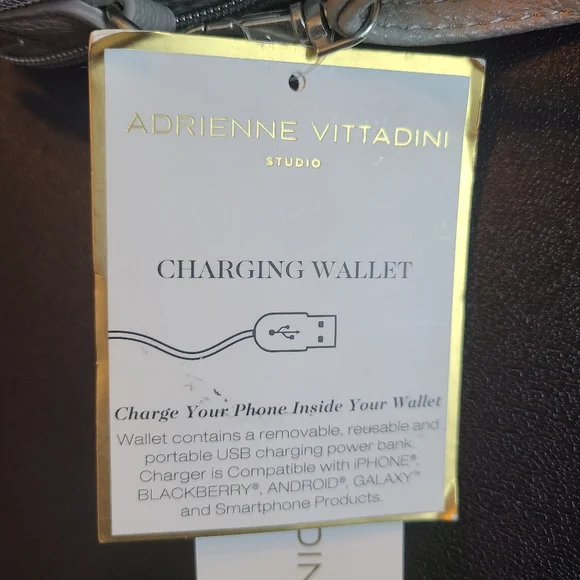 ADRIENNE VITTADINI
STUDIO
CHARGING WALLET
Charge Your Phone Inside Your Wallet
Wallet contains a removable, reusable and
portable USB charging power bank.
Charger is Compatible with iPHONE®,
BLACKBERRY®, ANDROID®, GALAXY™
and Smartphone Products.